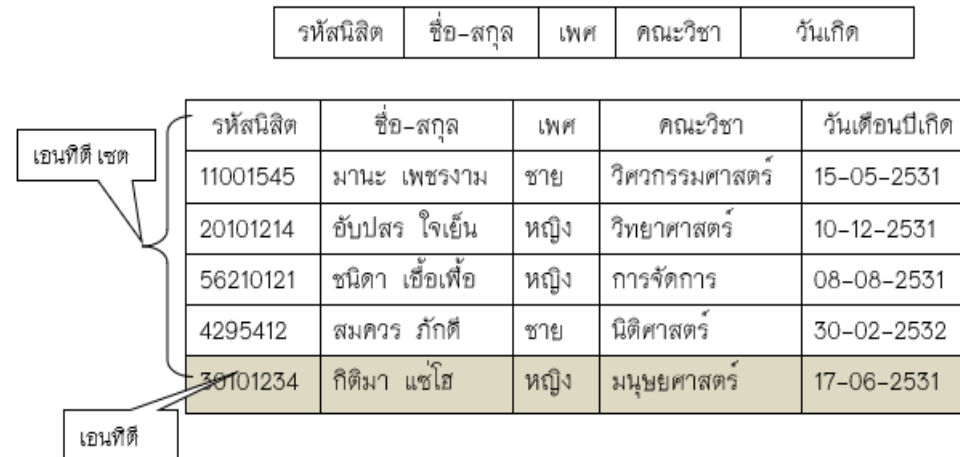 รหัสนิสิต ชื่อ-สกุล เพศ คณะวิชา วันเกิด
รหัสนิสิต ชื่อ-สกุล เพศ คณะวิชา วันเดือนปีเกิด
เอนทิตี เซต
11001545 มานะ เพชรงาม ชาย วิศวกรรมศาสตร์ 15-05-2531
20101214 อับปสร ใจเย็น หญิง วิทยาศาสตร์ 10-12-2531
56210121 ชนิดา เอื้อเฟื้อ หญิง การจัดการ 08-08-2531
4295412 สมควร ภักดี ชาย นิติศาสตร์ 30-02-2532
30101234 กิติมา แซ่โฮ หญิง มนุษยศาสตร์ 17-06-2531
เอนทิตี